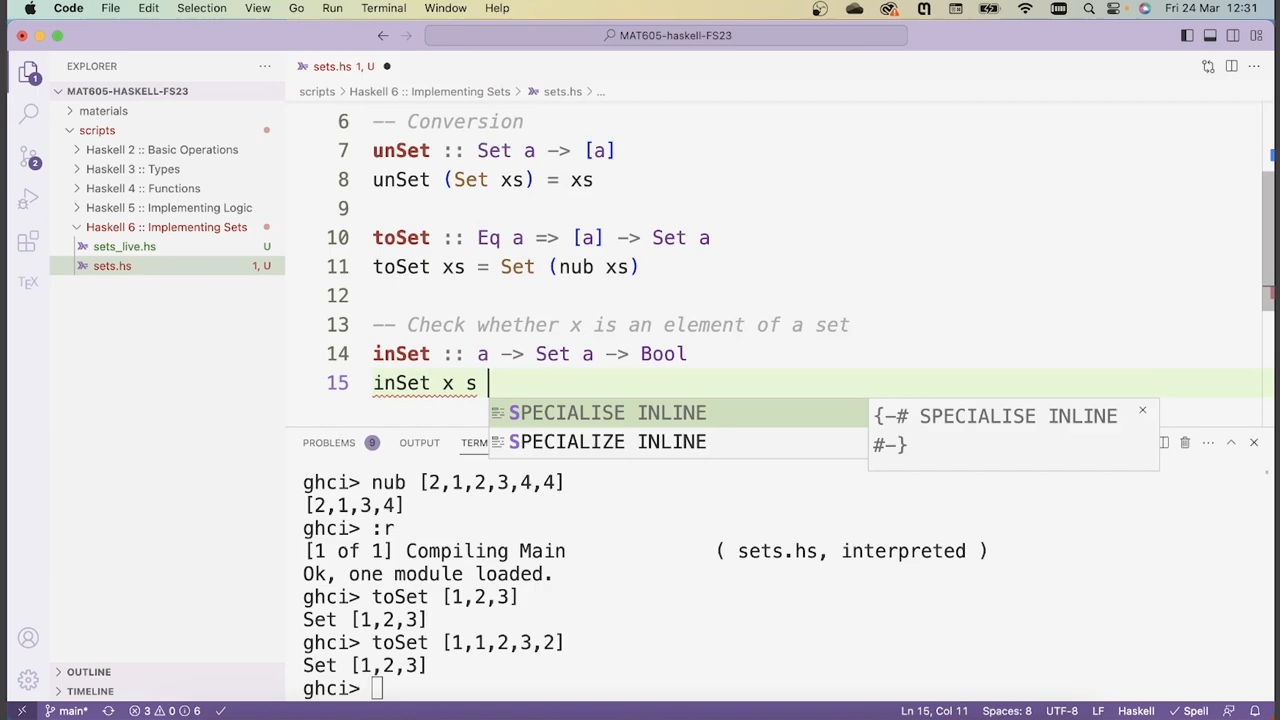 Code File Edit Selection View Go Run Terminal Window Help Fri 24 Mar 12:31
MAT605-haskell-FS23
EXPLORER
sets.hs 1, U
MAT605-HASKELL-FS23
scripts > Haskell 6 :: Implementing Sets > sets.hs > ...
materials
scripts
Haskell 2 :: Basic Operations
Haskell 3 :: Types
Haskell 4 :: Functions
Haskell 5 :: Implementing Logic
Haskell 6 :: Implementing Sets
sets_live.hs U
sets.hs 1, U
OUTLINE
TIMELINE
6 -- Conversion
7 unSet :: Set a -> [a]
8 unSet (Set xs) = xs
9
10 toSet :: Eq a => [a] -> Set a
11 toSet xs = Set (nub xs)
12
13 -- Check whether x is an element of a set
14 inSet :: a -> Set a -> Bool
15 inSet x s
SPECIALISE INLINE
SPECIALIZE INLINE
{-# SPECIALISE INLINE
#-}
PROBLEMS 9 OUTPUT TERM
ghci> nub [2,1,2,3,4,4]
[2,1,3,4]
ghci> :r
[1 of 1] Compiling Main ( sets.hs, interpreted )
Ok, one module loaded.
ghci> toSet [1,2,3]
Set [1,2,3]
ghci> toSet [1,1,2,3,2]
Set [1,2,3]
ghci>
main* 3 0 6 Ln 15, Col 11 Spaces: 8 UTF-8 LF Haskell Spell
1
2
TEX